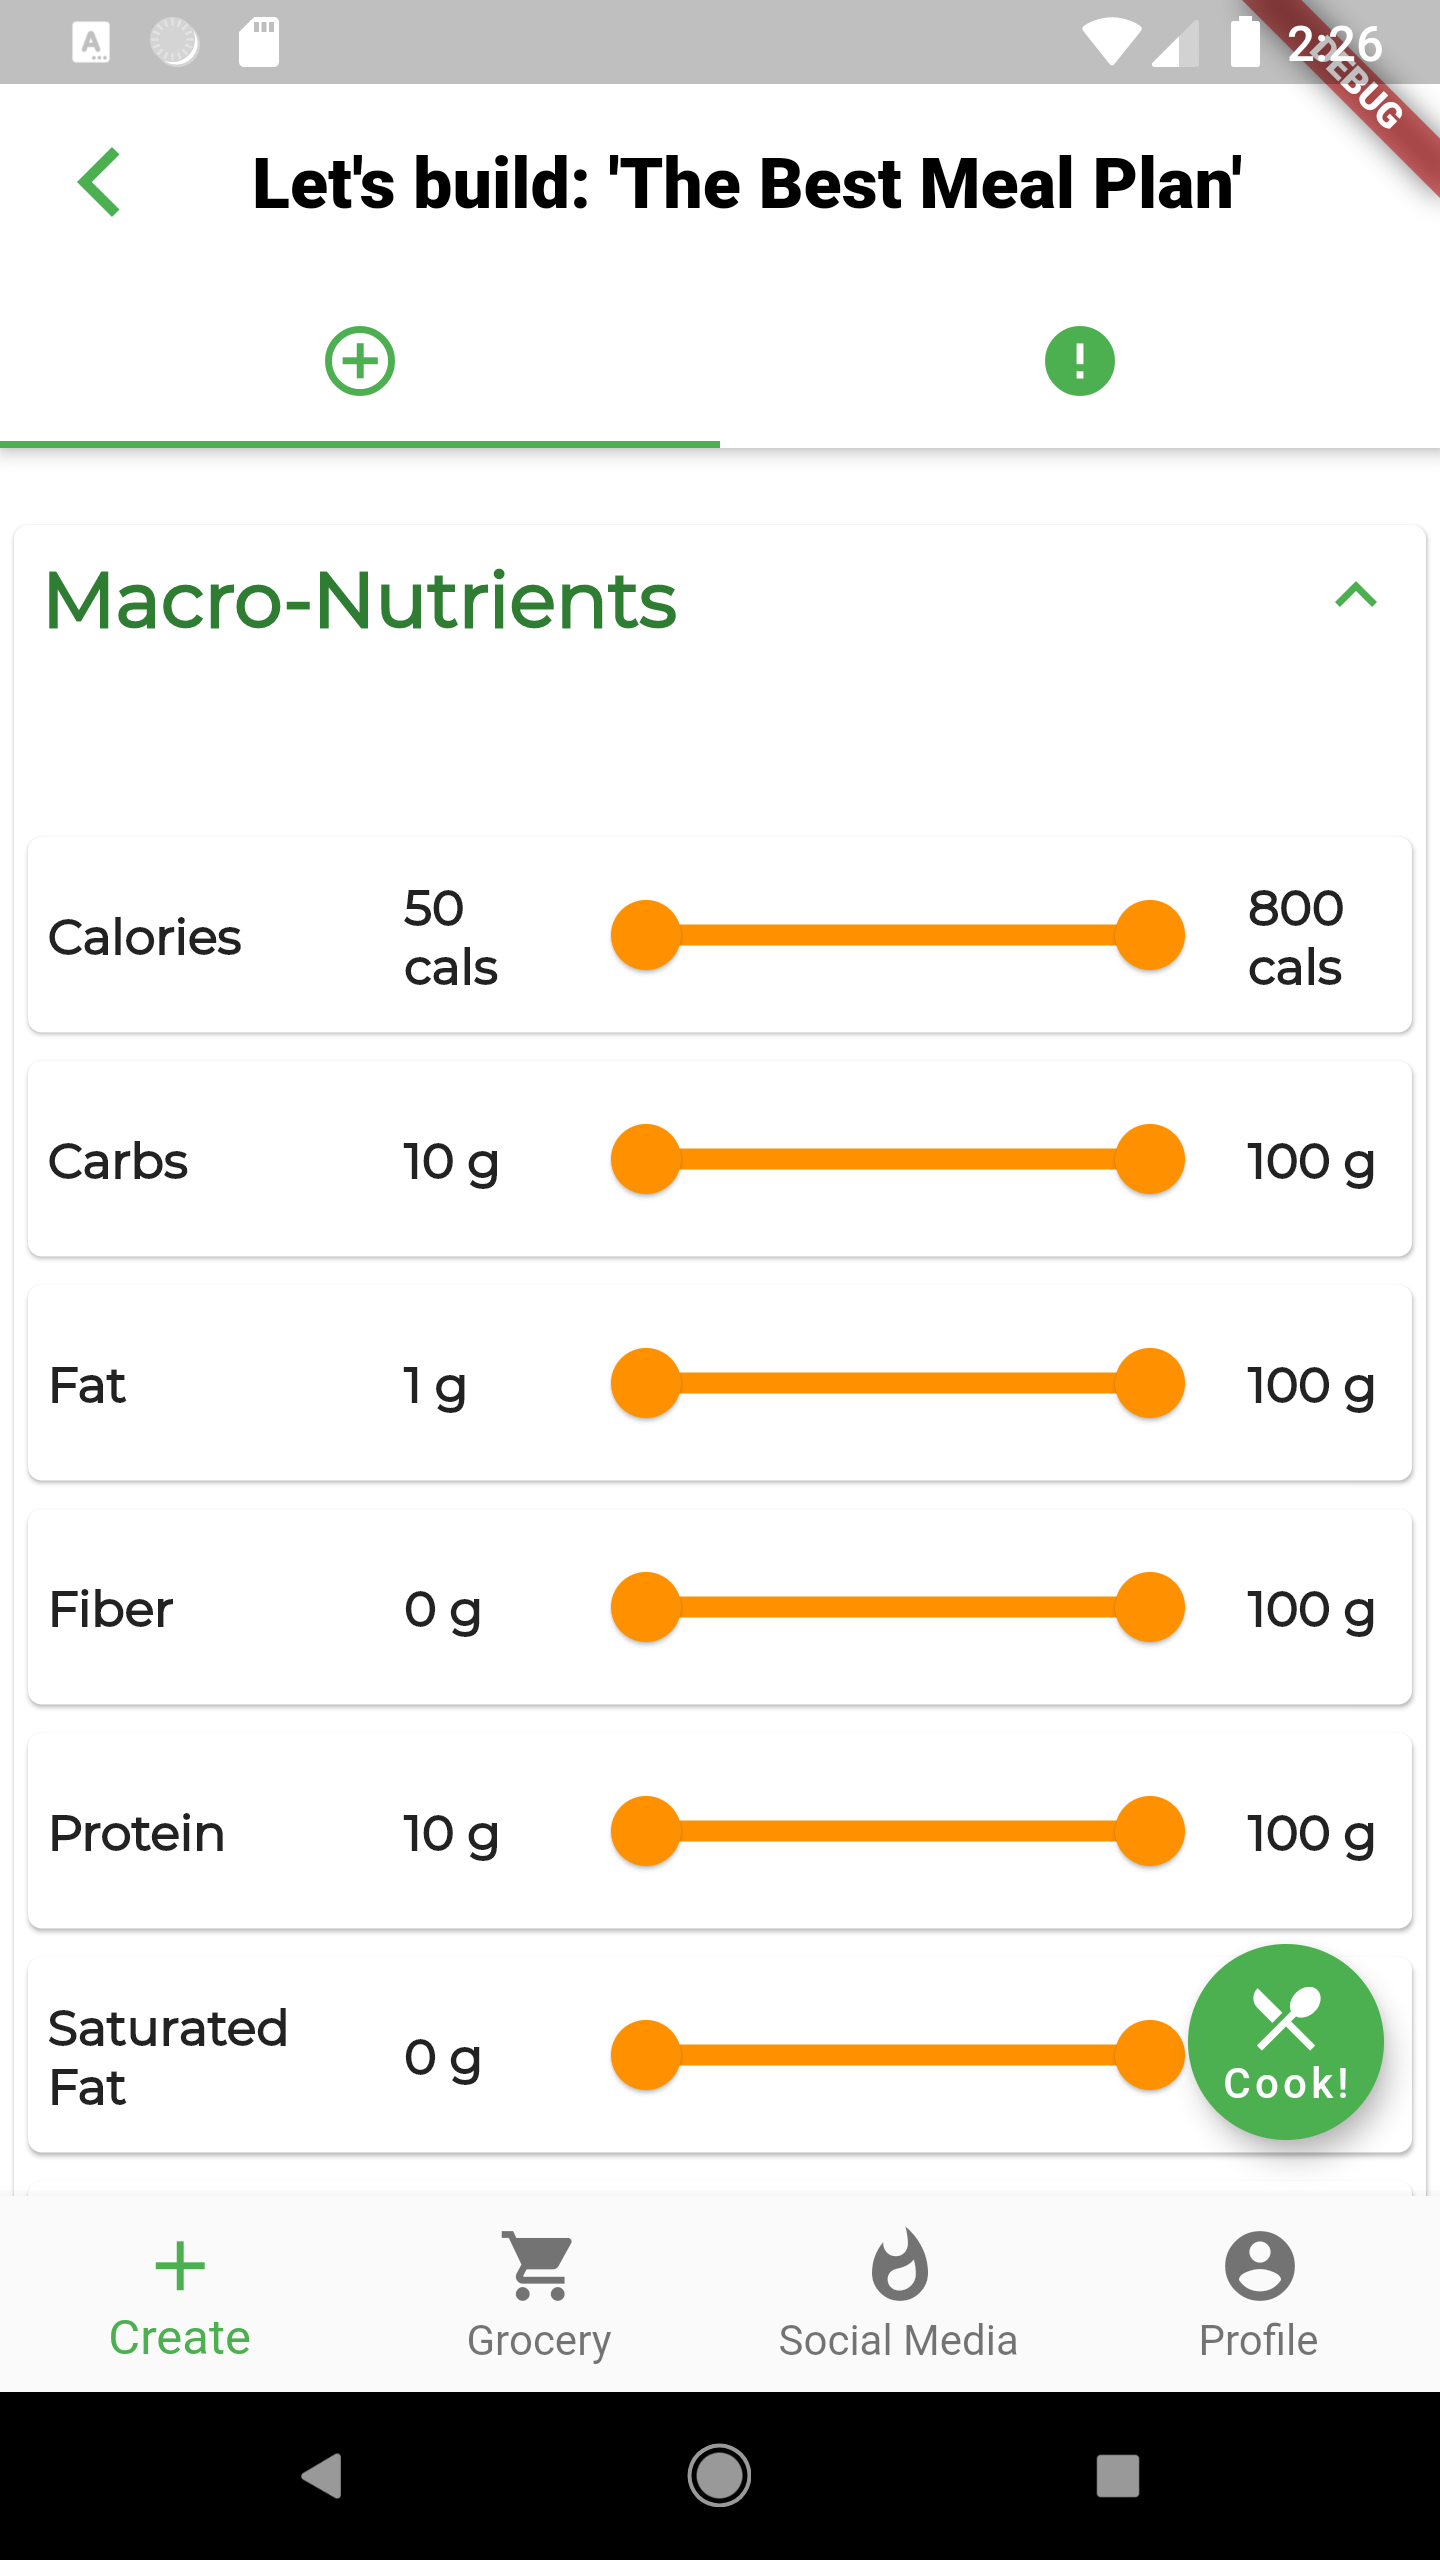 2:26
DEBUG
Let's build: 'The Best Meal Plan'
Macro-Nutrients
Calories
50
cals
800
cals
Carbs
10 g
100 g
Fat
1 g
100 g
Fiber
0 g
100 g
Protein
10 g
100 g
Saturated
Fat
0 g
Cook!
Create
Grocery
Social Media
Profile